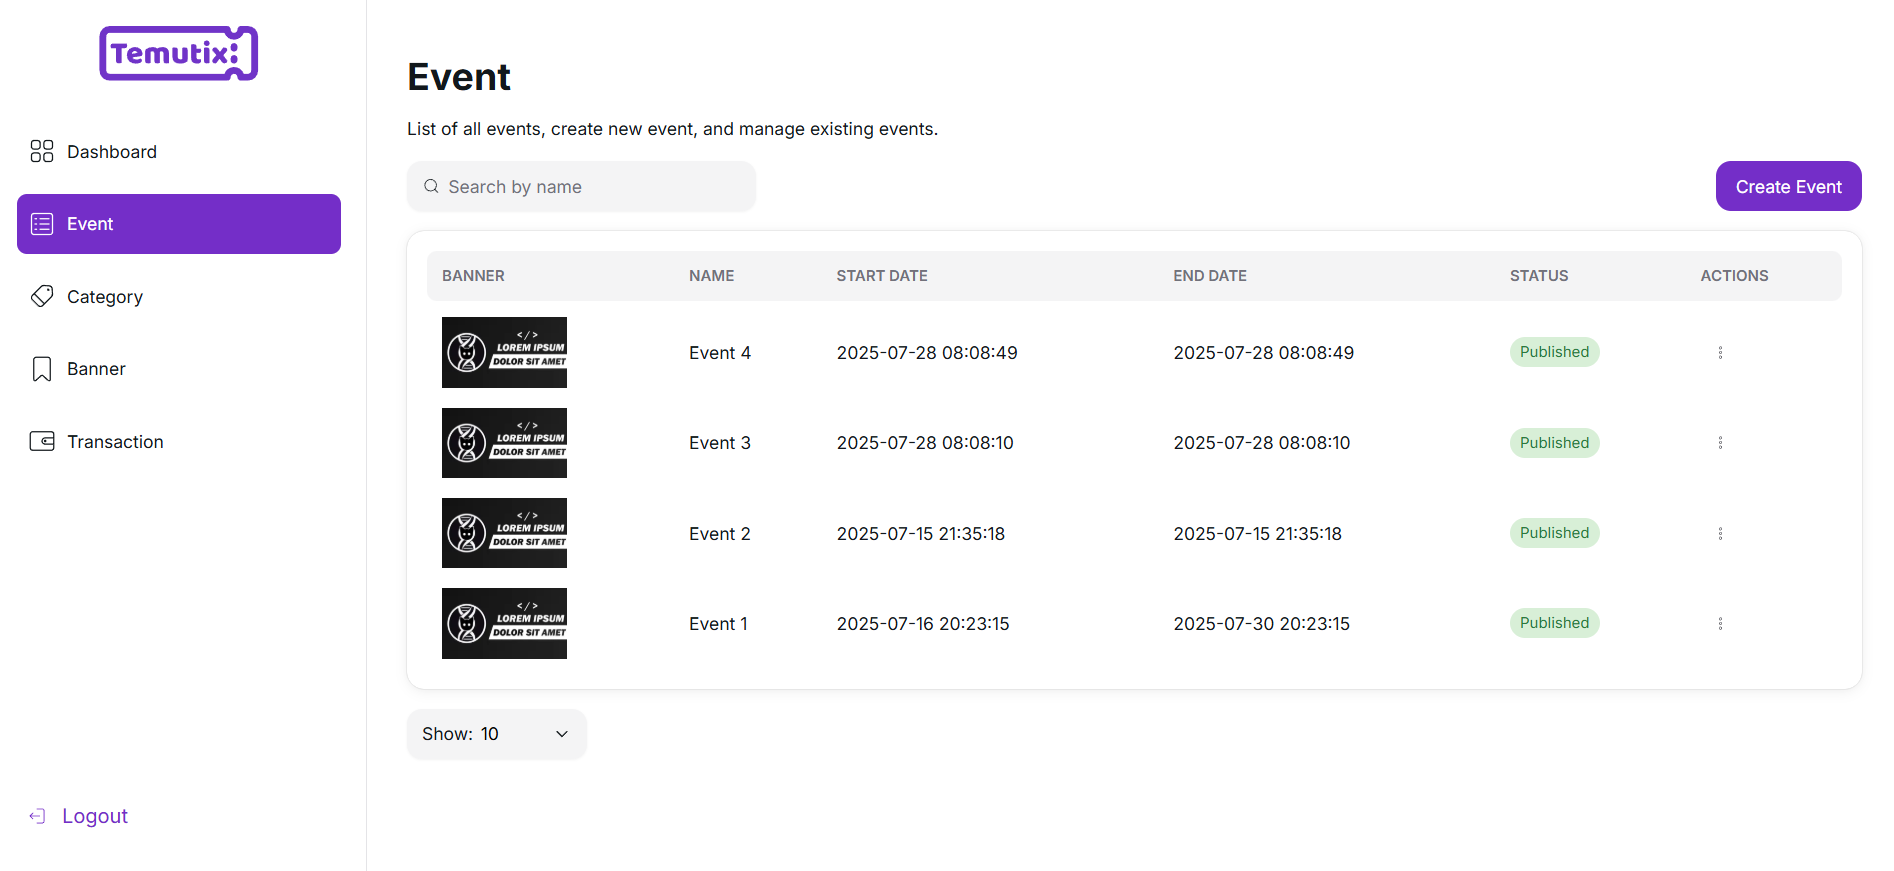 Temutix:
Dashboard
Event
Category
Banner
Transaction
Logout
Event
List of all events, create new event, and manage existing events.
Search by name
Create Event
BANNER NAME START DATE END DATE STATUS ACTIONS
</>
LOREM IPSUM
DOLOR SIT AMET
Event 4 2025-07-28 08:08:49 2025-07-28 08:08:49 Published
</>
LOREM IPSUM
DOLOR SIT AMET
Event 3 2025-07-28 08:08:10 2025-07-28 08:08:10 Published
</>
LOREM IPSUM
DOLOR SIT AMET
Event 2 2025-07-15 21:35:18 2025-07-15 21:35:18 Published
</>
LOREM IPSUM
DOLOR SIT AMET
Event 1 2025-07-16 20:23:15 2025-07-30 20:23:15 Published
Show: 10